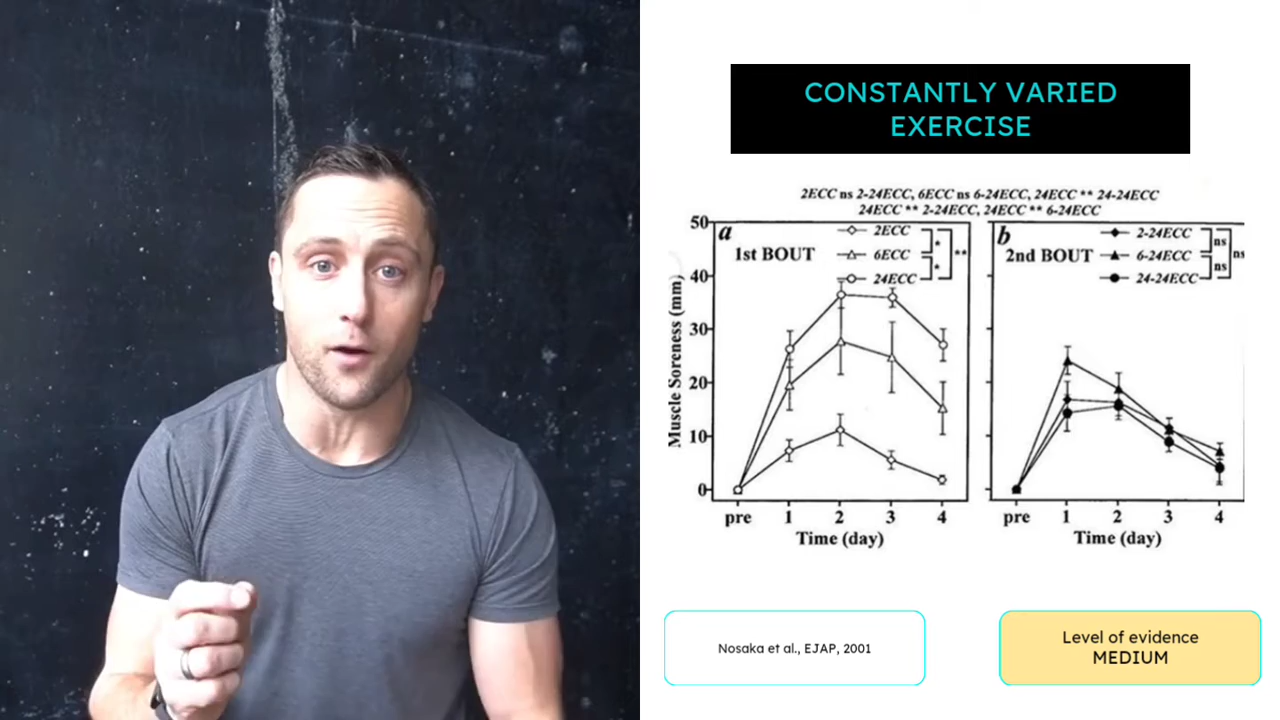 CONSTANTLY VARIED
EXERCISE
2ECC ns 2-24ECC, 6ECC ns 6-24ECC, 24ECC ** 24-24ECC
24ECC ** 2-24ECC, 24ECC ** 6-24ECC
Muscle Soreness (mm)
50
40
30
20
10
0
a
1st BOUT
2ECC
6ECC
24ECC
*
*
**
pre 1 2 3 4
Time (day)
b
2nd BOUT
2-24ECC
6-24ECC
24-24ECC
ns
ns
ns
pre 1 2 3 4
Time (day)
Nosaka et al., EJAP, 2001
Level of evidence
MEDIUM